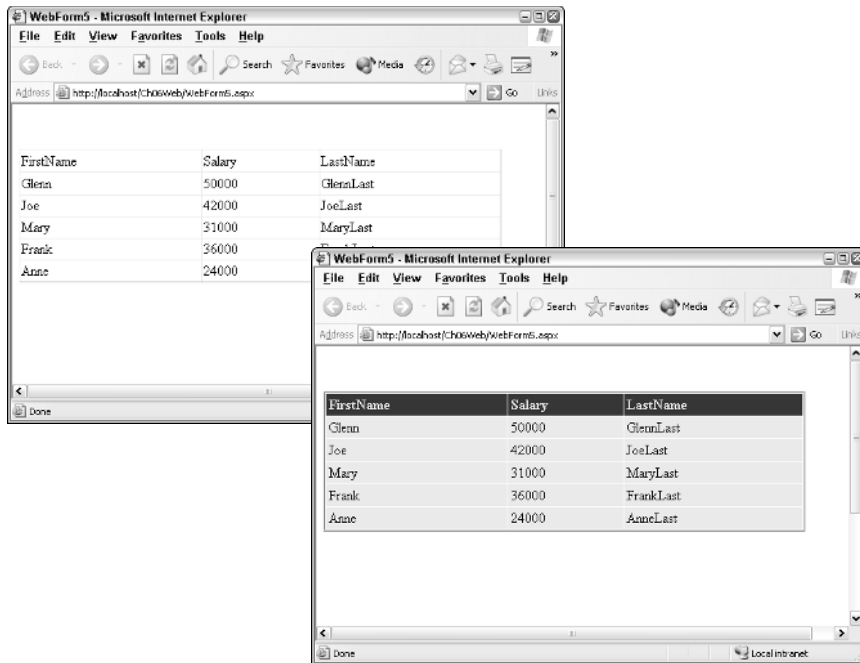 WebForm5 - Microsoft Internet Explorer
File Edit View Favorites Tools Help
Back Search Favorites Media »
Address http://localhost/Ch06Web/WebForm5.aspx Go Links
FirstName Salary LastName
Glenn 50000 GlennLast
Joe 42000 JoeLast
Mary 31000 MaryLast
Frank 36000
Anne 24000
Done
WebForm5 - Microsoft Internet Explorer
File Edit View Favorites Tools Help
Back Search Favorites Media »
Address http://localhost/Ch06Web/WebForm5.aspx Go Links
FirstName Salary LastName
Glenn 50000 GlennLast
Joe 42000 JoeLast
Mary 31000 MaryLast
Frank 36000 FrankLast
Anne 24000 AnneLast
Done Local intranet